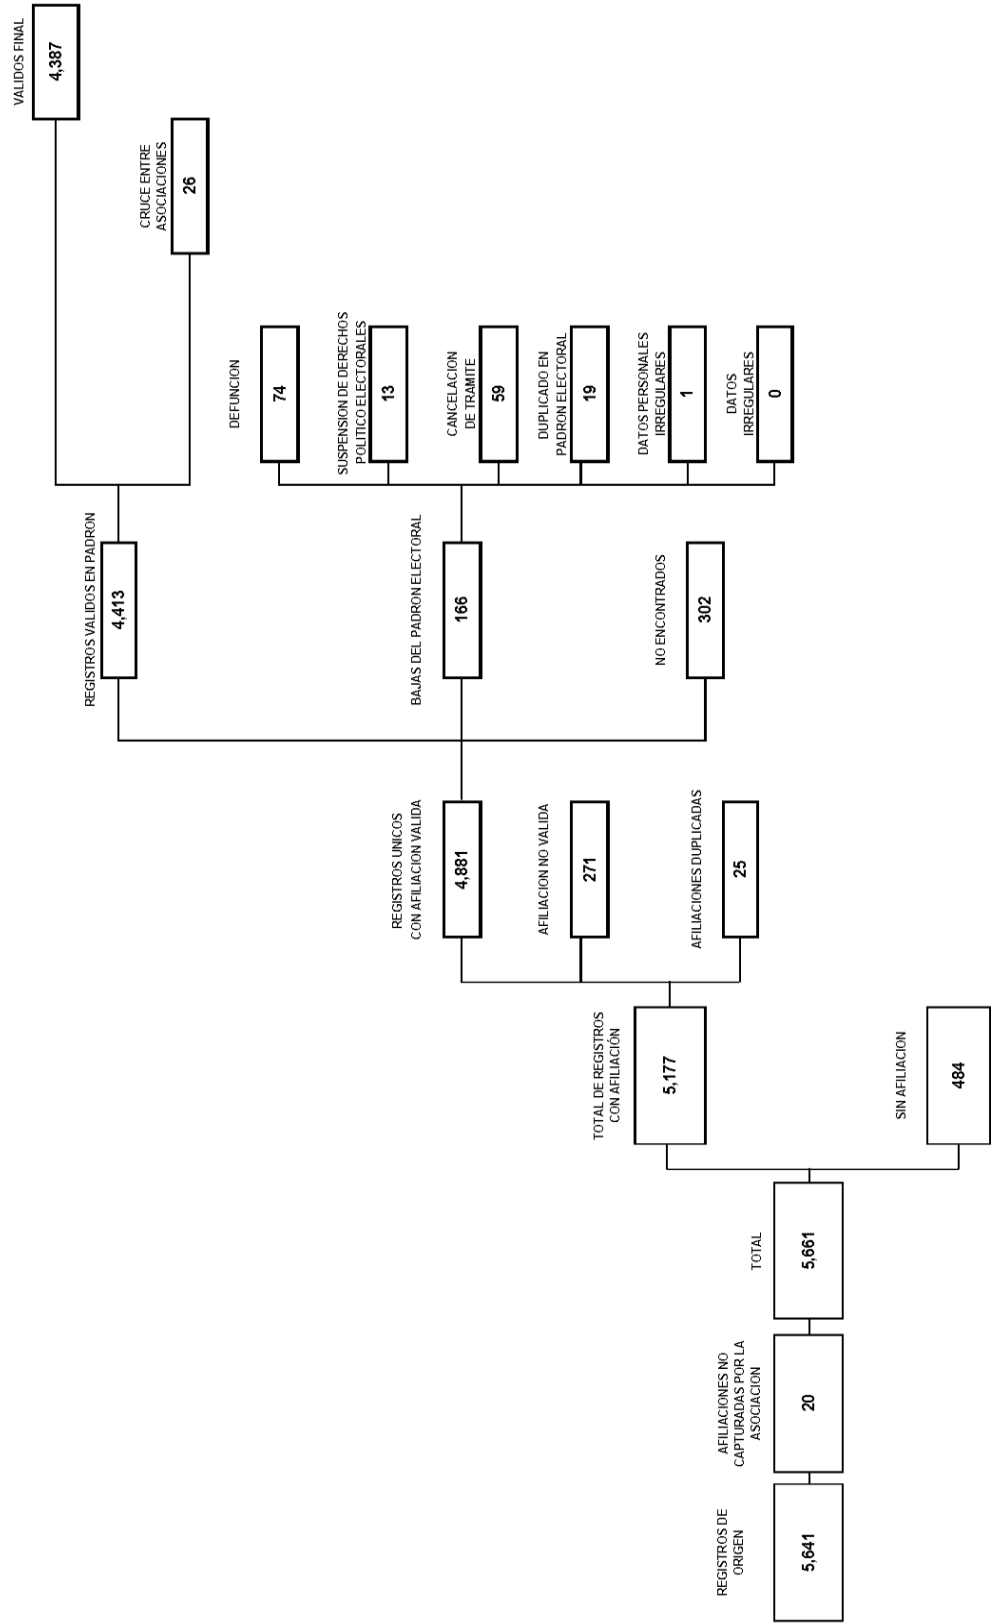 REGISTROS DE
ORIGEN
5,641
AFILIACIONES NO
CAPTURADAS POR LA
ASOCIACION
20
TOTAL
5,661
TOTAL DE REGISTROS
CON AFILIACIÓN
5,177
SIN AFILIACION
484
REGISTROS UNICOS
CON AFILIACION VALIDA
4,881
AFILIACION NO VALIDA
271
AFILIACIONES DUPLICADAS
25
REGISTROS VALIDOS EN PADRON
4,413
BAJAS DEL PADRON ELECTORAL
166
NO ENCONTRADOS
302
DEFUNCION
74
SUSPENSION DE DERECHOS
POLITICO ELECTORALES
13
CANCELACION
DE TRAMITE
59
DUPLICADO EN
PADRON ELECTORAL
19
DATOS PERSONALES
IRREGULARES
1
DATOS
IRREGULARES
0
VALIDOS FINAL
4,387
CRUCE ENTRE
ASOCIACIONES
26